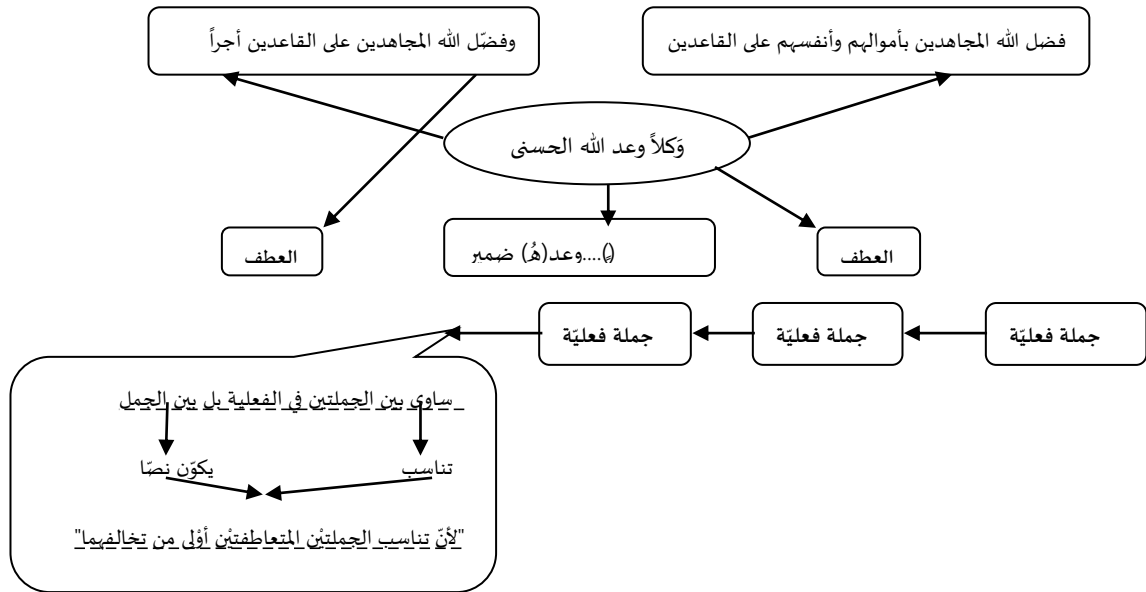 فضل الله المجاهدين بأموالهم وأنفسهم على القاعدين
وفضّل الله المجاهدين على القاعدين أجراً
وَكلاً وعد الله الحسنى
العطف
()....وعد(هُ) ضمير
العطف
جملة فعليّة
جملة فعليّة
جملة فعليّة
ساوى بين الجملتين في الفعلية بل بين الجمل
تناسب
يكوّن نصّا
"لأنّ تناسب الجملتيْن المتعاطفتيْن أوْلى من تخالفهما"